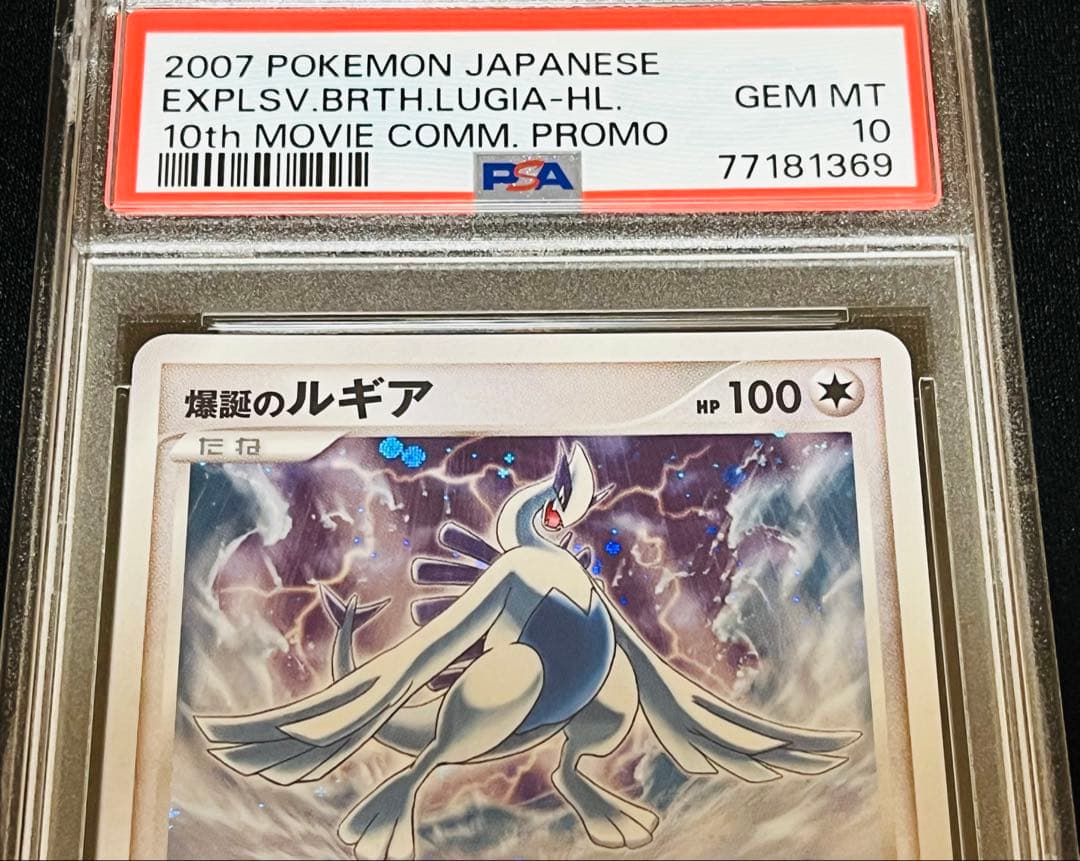 2007 POKEMON JAPANESE
EXPLSV.BRTH.LUGIA-HL. GEM MT
10th MOVIE COMM. PROMO 10
PSA 77181369
爆誕のルギア HP 100
たね